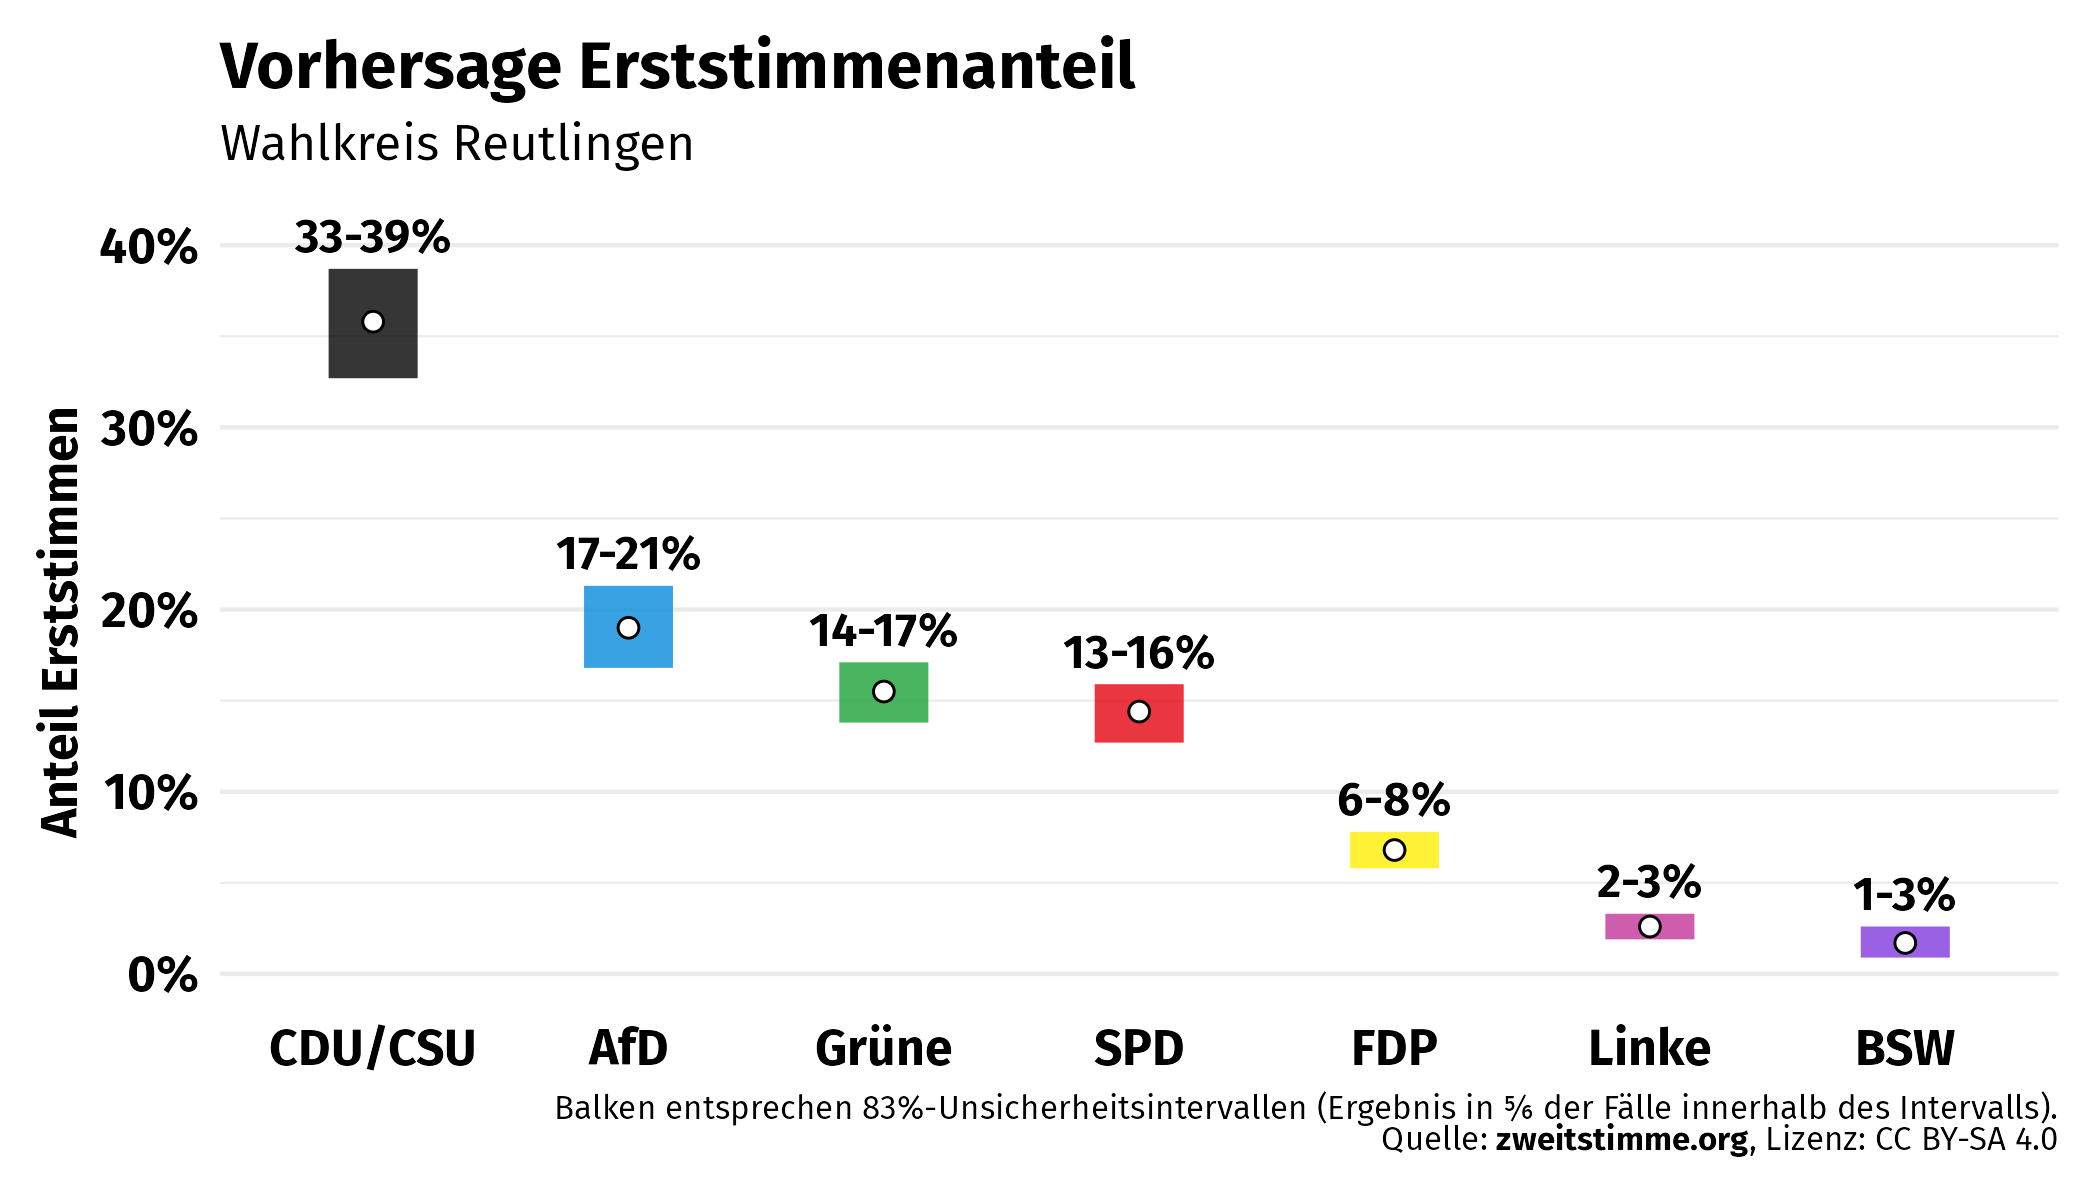 Vorhersage Erststimmenanteil
Wahlkreis Reutlingen
Anteil Erststimmen
40%
30%
20%
10%
0%
33-39%
17-21%
14-17%
13-16%
6-8%
2-3%
1-3%
CDU/CSU AfD Grüne SPD FDP Linke BSW
Balken entsprechen 83%-Unsicherheitsintervallen (Ergebnis in ⅚ der Fälle innerhalb des Intervalls).
Quelle: zweitstimme.org, Lizenz: CC BY-SA 4.0